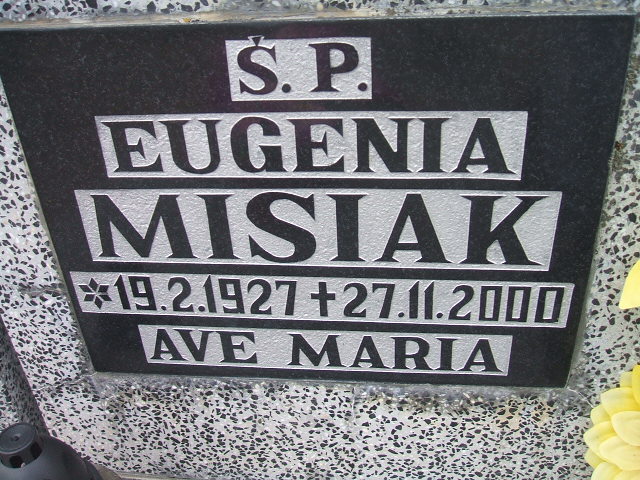 Ś. P.
EUGENIA
MISIAK
* 19.2.1927 † 27.11.2000
AVE MARIA